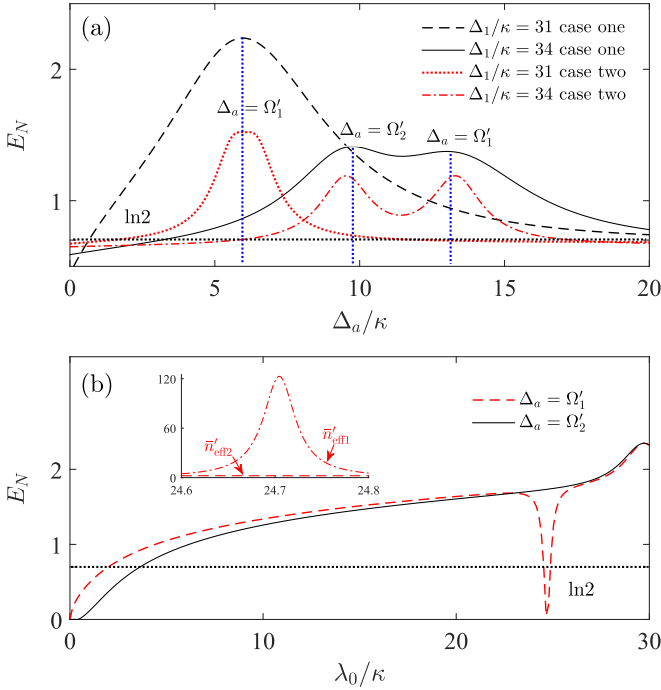 (a)
Δ₁/κ = 31 case one
Δ₁/κ = 34 case one
Δ₁/κ = 31 case two
Δ₁/κ = 34 case two
2
Δₐ = Ω′₁
Δₐ = Ω′₂
Δₐ = Ω′₁
E_N
1
ln2
0 5 10 15 20
Δₐ/κ
(b)
120
60
0
n̄′eff2
n̄′eff1
24.6 24.7 24.8
Δₐ = Ω′₁
Δₐ = Ω′₂
E_N
2
1
0
ln2
0 10 20 30
λ₀/κ